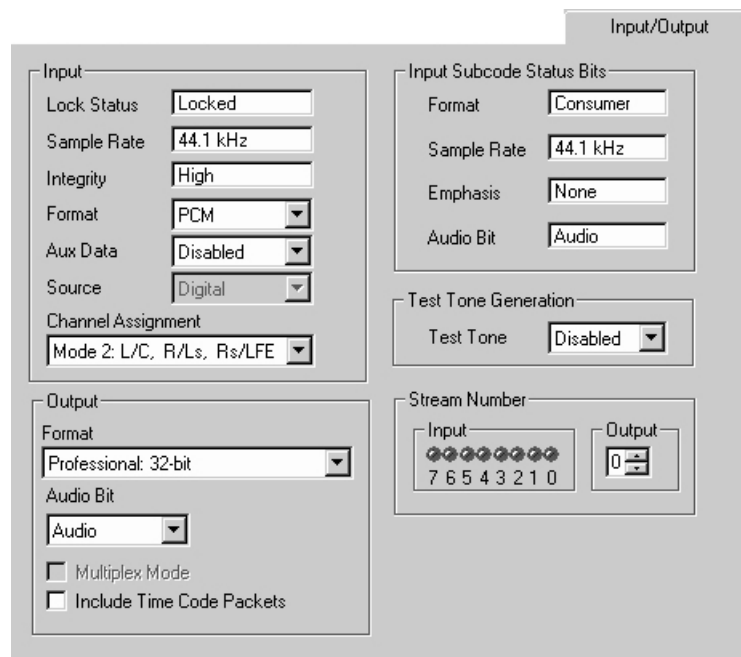 Input/Output
Input
Lock Status Locked
Sample Rate 44.1 kHz
Integrity High
Format PCM
Aux Data Disabled
Source Digital
Channel Assignment
Mode 2: L/C, R/Ls, Rs/LFE
Output
Format
Professional: 32-bit
Audio Bit
Audio
Multiplex Mode
Include Time Code Packets
Input Subcode Status Bits
Format Consumer
Sample Rate 44.1 kHz
Emphasis None
Audio Bit Audio
Test Tone Generation
Test Tone Disabled
Stream Number
Input
7 6 5 4 3 2 1 0
Output
0